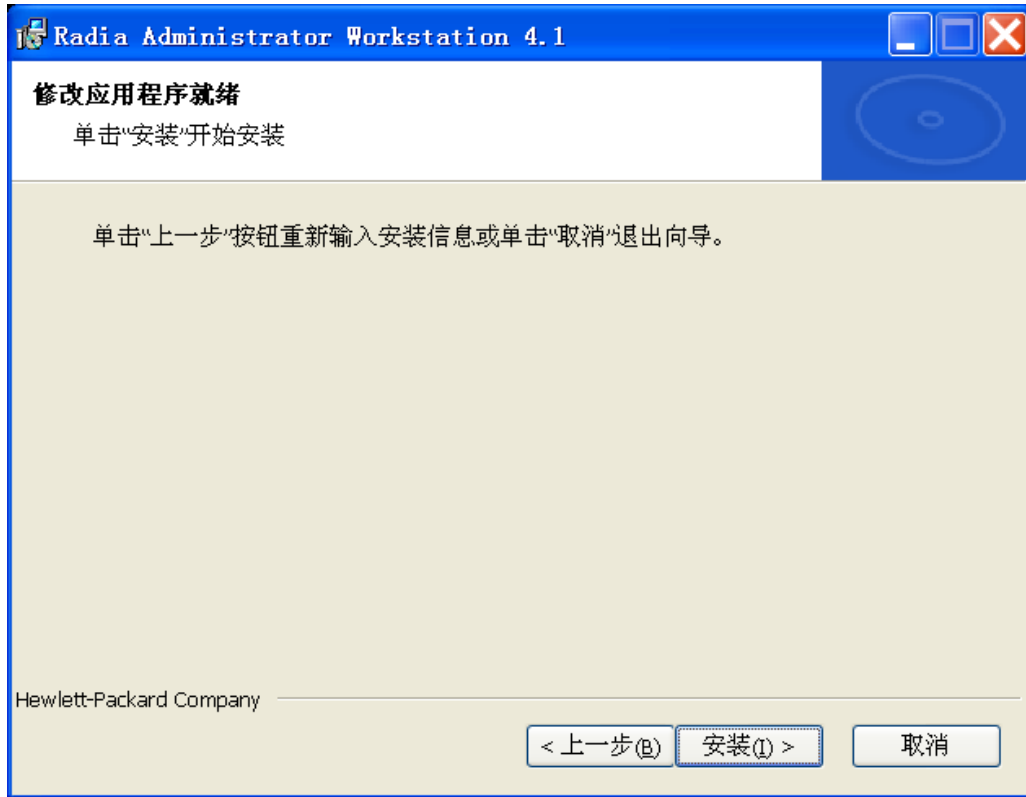 Radia Administrator Workstation 4.1
修改应用程序就绪
单击“安装”开始安装
单击“上一步”按钮重新输入安装信息或单击“取消”退出向导。
Hewlett-Packard Company
< 上一步(B) 安装(I) > 取消